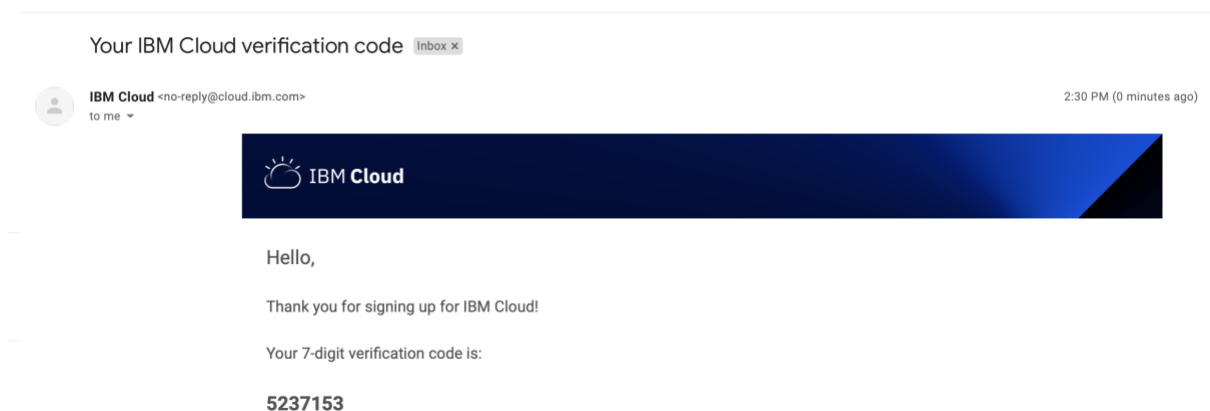 Your IBM Cloud verification code Inbox ×
IBM Cloud <no-reply@cloud.ibm.com> 2:30 PM (0 minutes ago)
to me
IBM Cloud
Hello,
Thank you for signing up for IBM Cloud!
Your 7-digit verification code is:
5237153